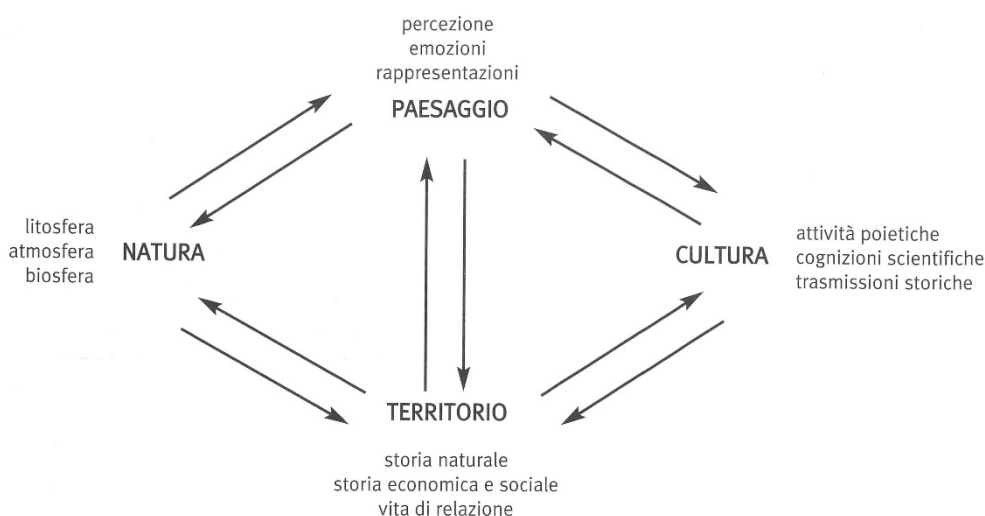 percezione
emozioni
rappresentazioni
PAESAGGIO
litosfera
atmosfera
biosfera
NATURA
CULTURA
attività poietiche
cognizioni scientifiche
trasmissioni storiche
TERRITORIO
storia naturale
storia economica e sociale
vita di relazione